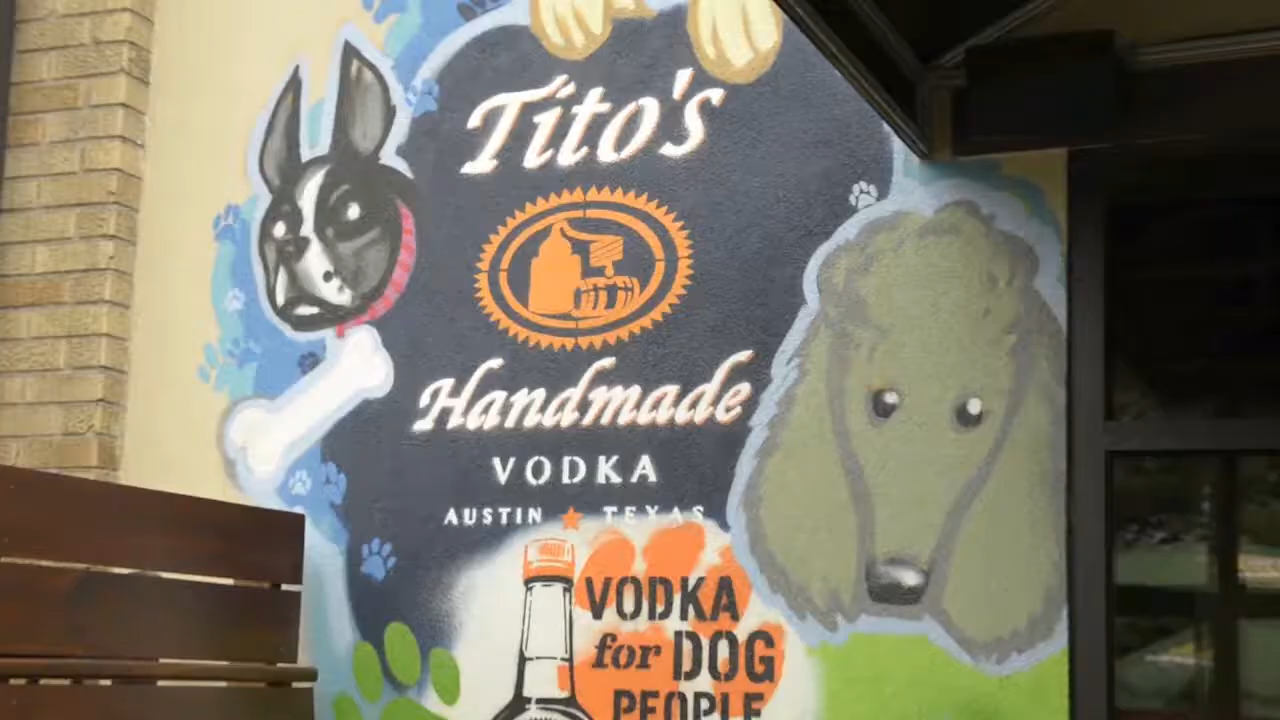 Tito's
Handmade
VODKA
AUSTIN ★ TEXAS
VODKA
for DOG
PEOPLE